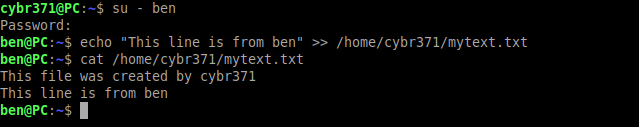 cybr371@PC:~$ su - ben
Password:
ben@PC:~$ echo "This line is from ben" >> /home/cybr371/mytext.txt
ben@PC:~$ cat /home/cybr371/mytext.txt
This file was created by cybr371
This line is from ben
ben@PC:~$